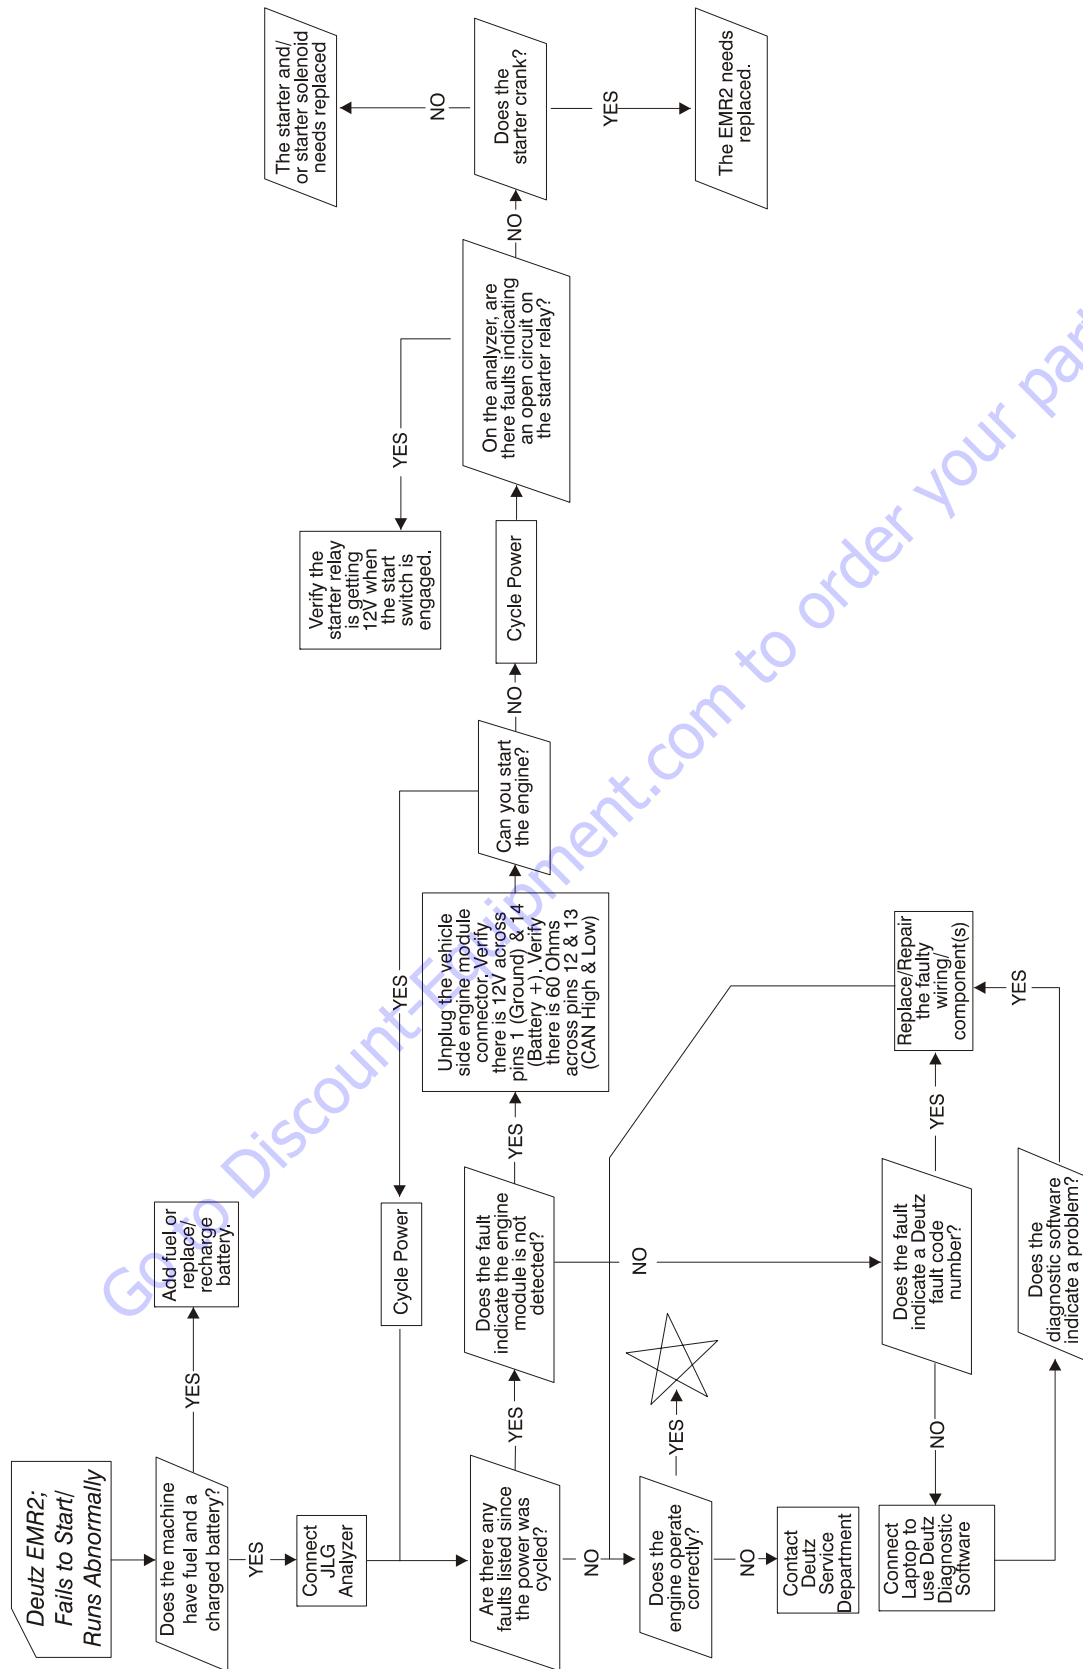 Deutz EMR2;
Fails to Start/
Runs Abnormally
Does the machine
have fuel and a
charged battery?
YES
Add fuel or
replace/
recharge
battery.
YES
Connect
JLG
Analyzer
Cycle Power
YES
Are there any
faults listed since
the power was
cycled?
YES
Does the fault
indicate the engine
module is not
detected?
YES
Unplug the vehicle
side engine module
connector. Verify
there is 12V across
pins 1 (Ground) & 14
(Battery +). Verify
there is 60 Ohms
across pins 12 & 13
(CAN High & Low)
Can you start
the engine?
NO
Cycle Power
On the analyzer, are
there faults indicating
an open circuit on
the starter relay?
YES
Verify the
starter relay
is getting
12V when
the start
switch is
engaged.
NO
Does the
starter crank?
NO
The starter and/
or starter solenoid
needs replaced
YES
The EMR2 needs
replaced.
NO
Does the
engine operate
correctly?
YES
NO
Contact
Deutz
Service
Department
NO
Does the fault
indicate a Deutz
fault code
number?
YES
Replace/Repair
the faulty
wiring/
component(s)
NO
Connect
Laptop to
use Deutz
Diagnostic
Software
Does the
diagnostic software
indicate a problem?
YES
Go to Discount-Equipment.com to order your part